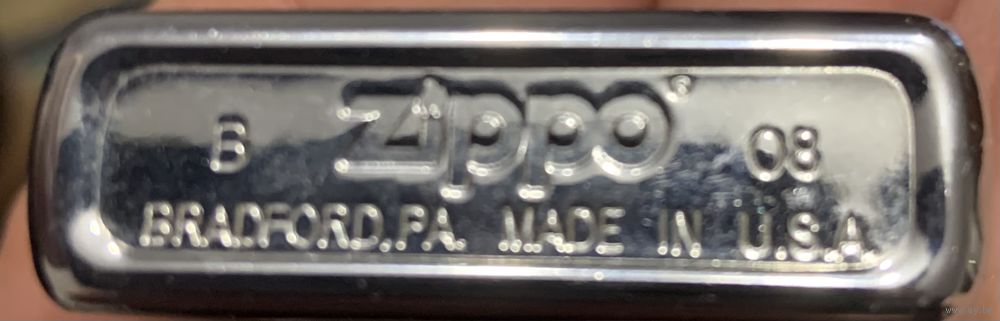 B zippo® 08
BRADFORD, PA. MADE IN U.S.A.